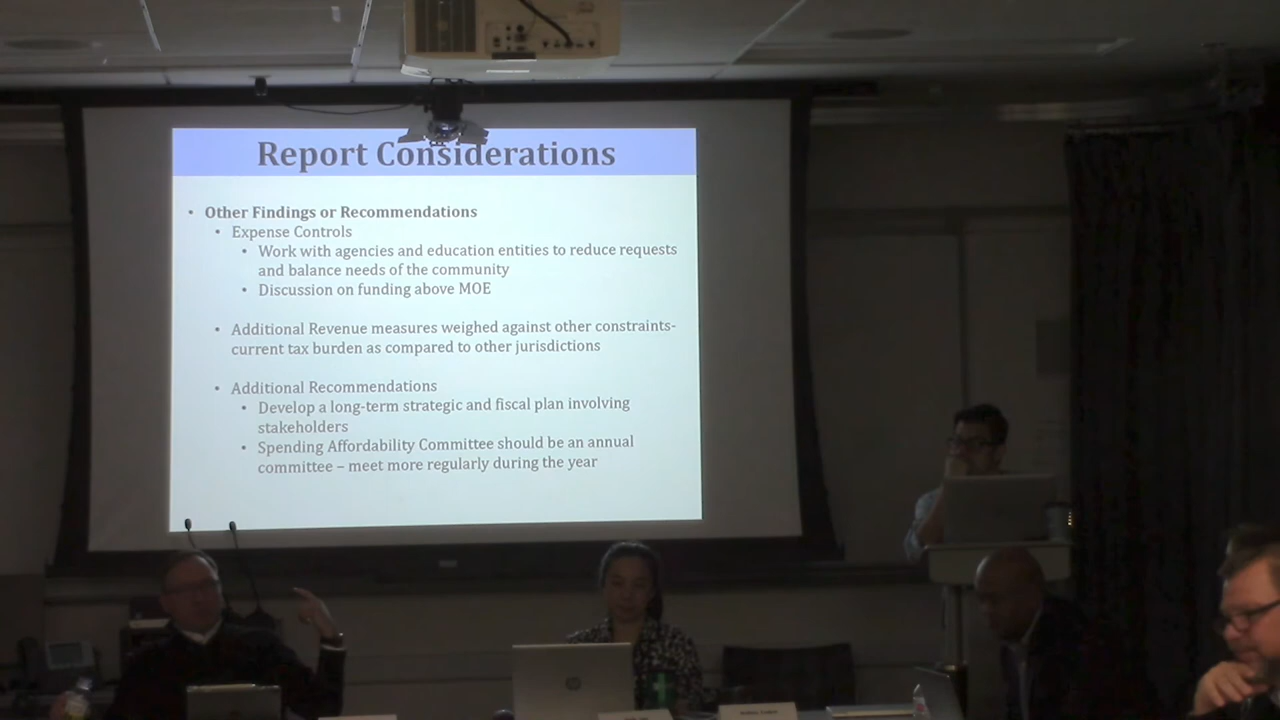 Report Considerations
• Other Findings or Recommendations
• Expense Controls
• Work with agencies and education entities to reduce requests
and balance needs of the community
• Discussion on funding above MOE
• Additional Revenue measures weighed against other constraints-
current tax burden as compared to other jurisdictions
• Additional Recommendations
• Develop a long-term strategic and fiscal plan involving
stakeholders
• Spending Affordability Committee should be an annual
committee – meet more regularly during the year
hp